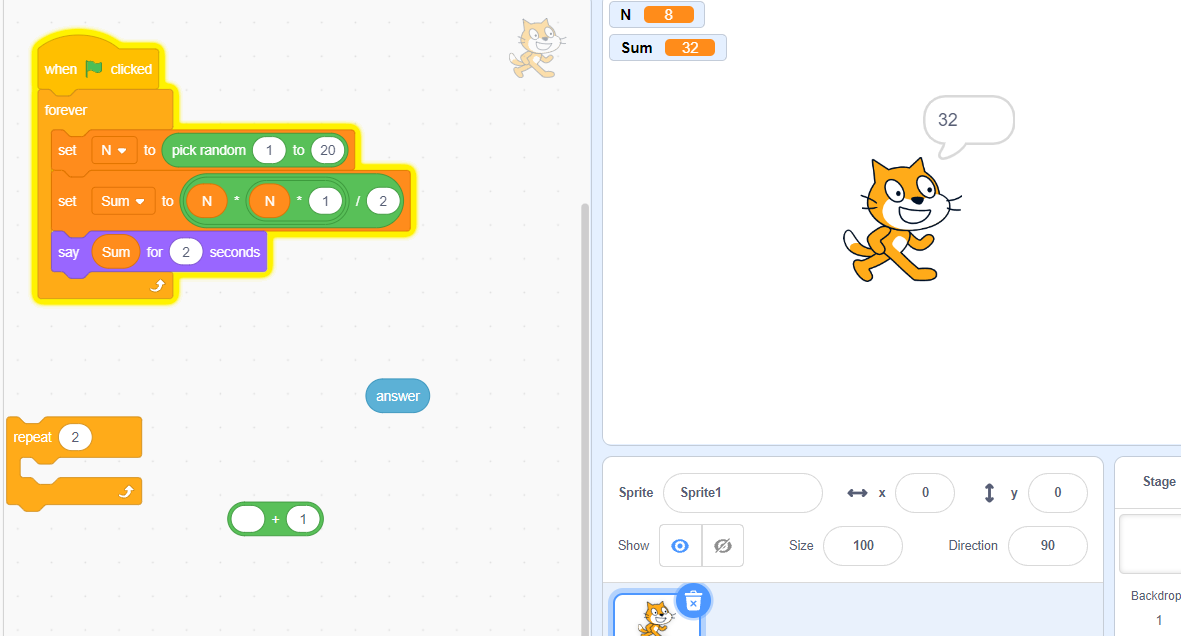 when clicked
forever
set N to pick random 1 to 20
set Sum to N * N * 1 / 2
say Sum for 2 seconds
answer
repeat 2
+ 1
N 8
Sum 32
32
Sprite Sprite1 x 0 y 0
Show Size 100 Direction 90
Stage
Backdrop
1